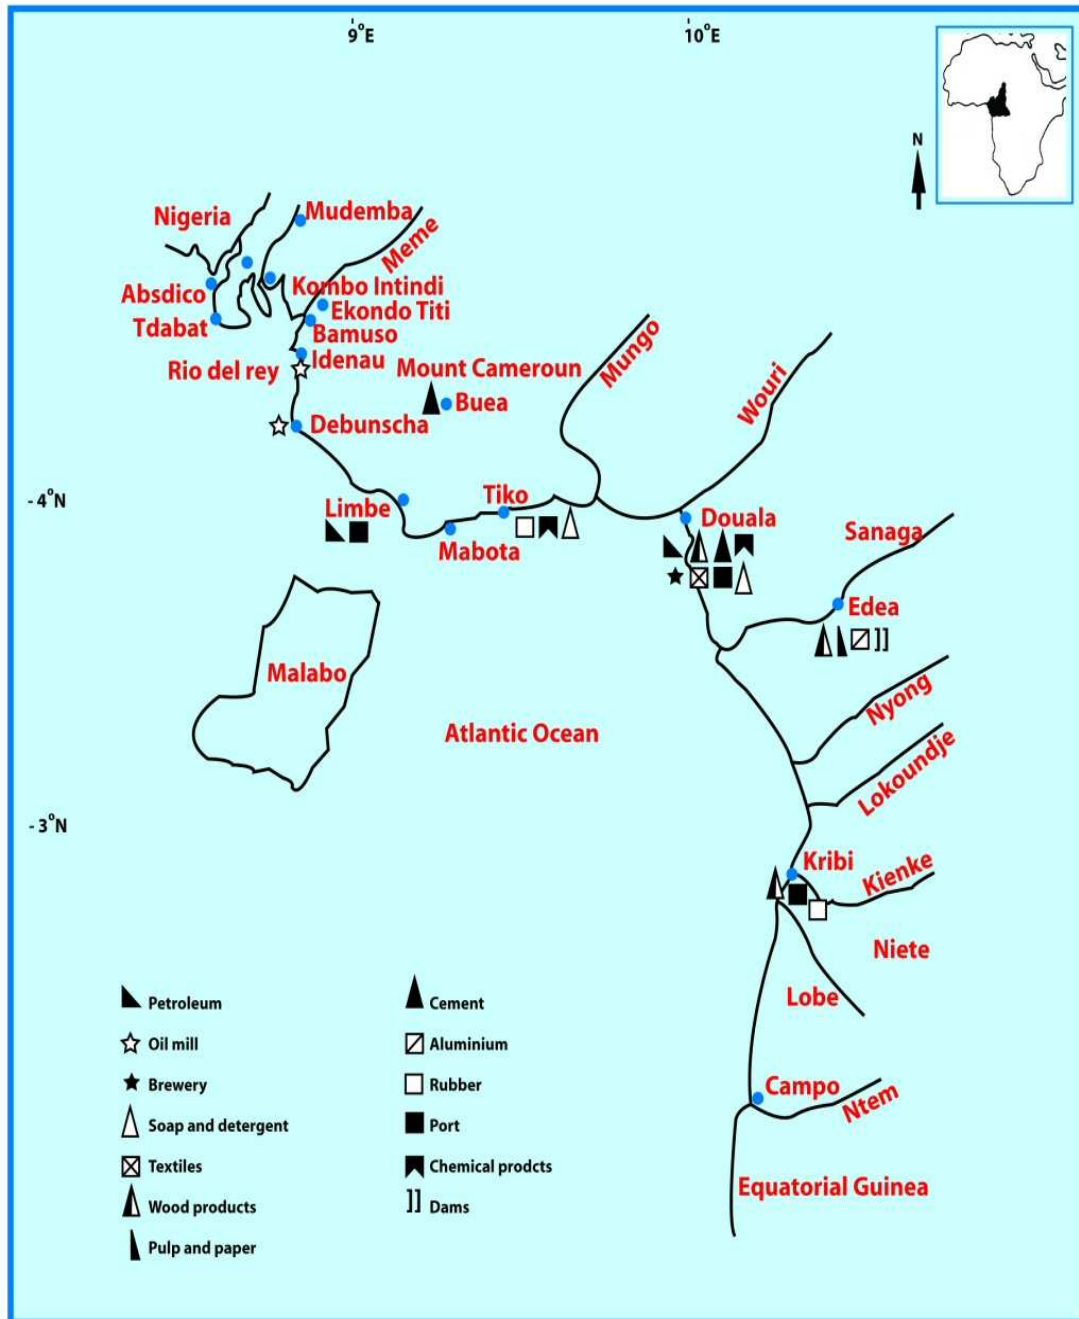 9°E
10°E
N
Nigeria
Mudemba
Meme
Absdico
Kombo Intindi
Ekondo Titi
Tdabat
Bamuso
Idenau
Rio del rey
Mount Cameroun
Buea
Debunscha
Mungo
Wouri
- 4°N
Limbe
Tiko
Mabota
Douala
Sanaga
Edea
Malabo
Nyong
Atlantic Ocean
Lokoundje
- 3°N
Kribi
Kienke
Niete
Lobe
Campo
Ntem
Equatorial Guinea
Petroleum
Oil mill
Brewery
Soap and detergent
Textiles
Wood products
Pulp and paper
Cement
Aluminium
Rubber
Port
Chemical prodcts
Dams